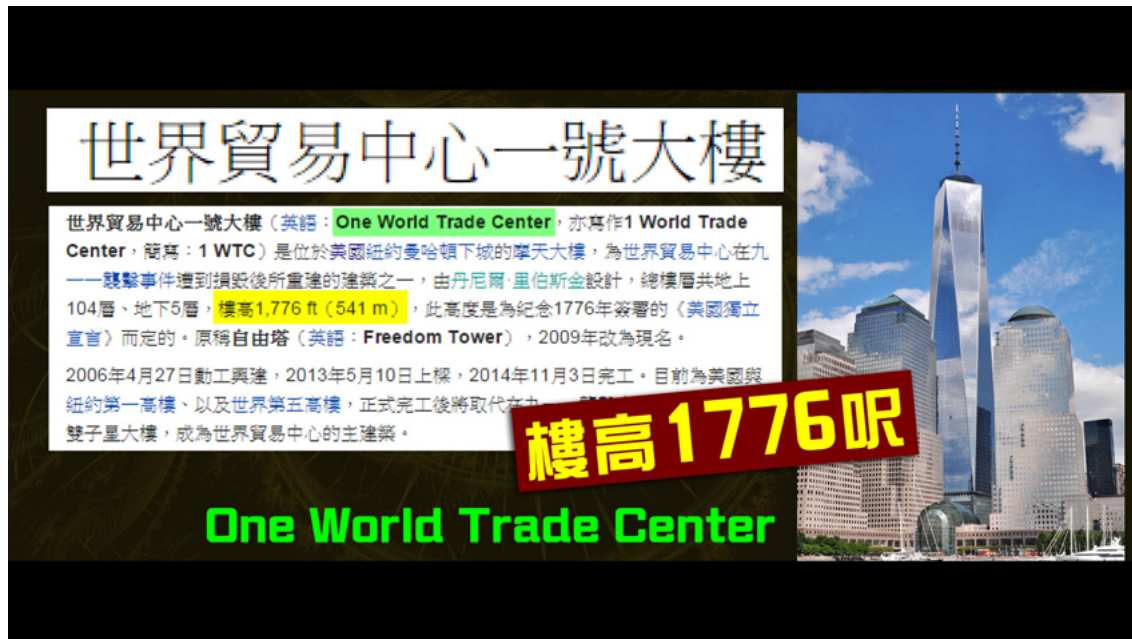 世界貿易中心一號大樓
世界貿易中心一號大樓（英語：One World Trade Center，亦寫作1 World Trade
Center，簡寫：1 WTC）是位於美國紐約曼哈頓下城的摩天大樓，為世界貿易中心在九
一一襲擊事件遭到損毀後所重建的建築之一，由丹尼爾·里伯斯金設計，總樓層共地上
104層、地下5層，樓高1,776 ft（541 m），此高度是為紀念1776年簽署的《美國獨立
宣言》而定的。原稱自由塔（英語：Freedom Tower），2009年改為現名。
2006年4月27日動工興建，2013年5月10日上樑，2014年11月3日完工。目前為美國與
紐約第一高樓、以及世界第五高樓，正式完工後將取代在九
雙子星大樓，成為世界貿易中心的主建築。
樓高1776呎
One World Trade Center